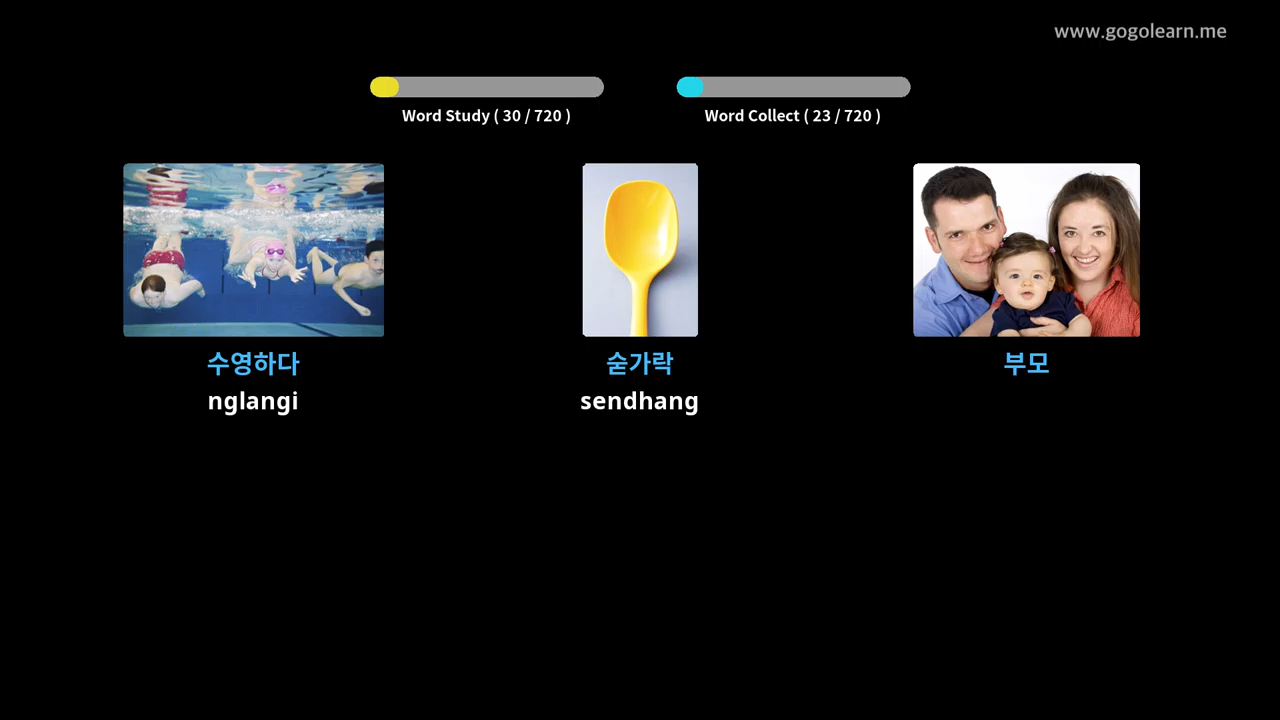 www.gogolearn.me
Word Study ( 30 / 720 )
Word Collect ( 23 / 720 )
수영하다
nglangi
숟가락
sendhang
부모